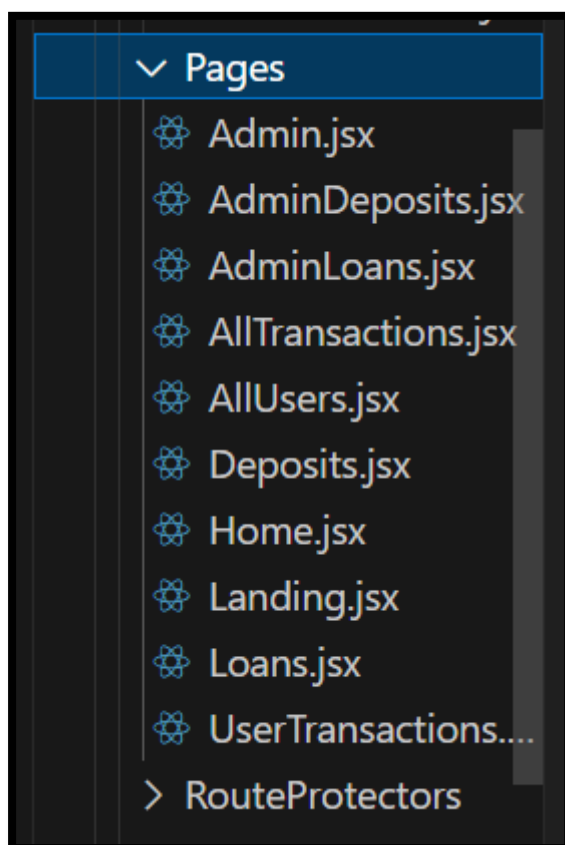 Pages
Admin.jsx
AdminDeposits.jsx
AdminLoans.jsx
AllTransactions.jsx
AllUsers.jsx
Deposits.jsx
Home.jsx
Landing.jsx
Loans.jsx
UserTransactions....
RouteProtectors